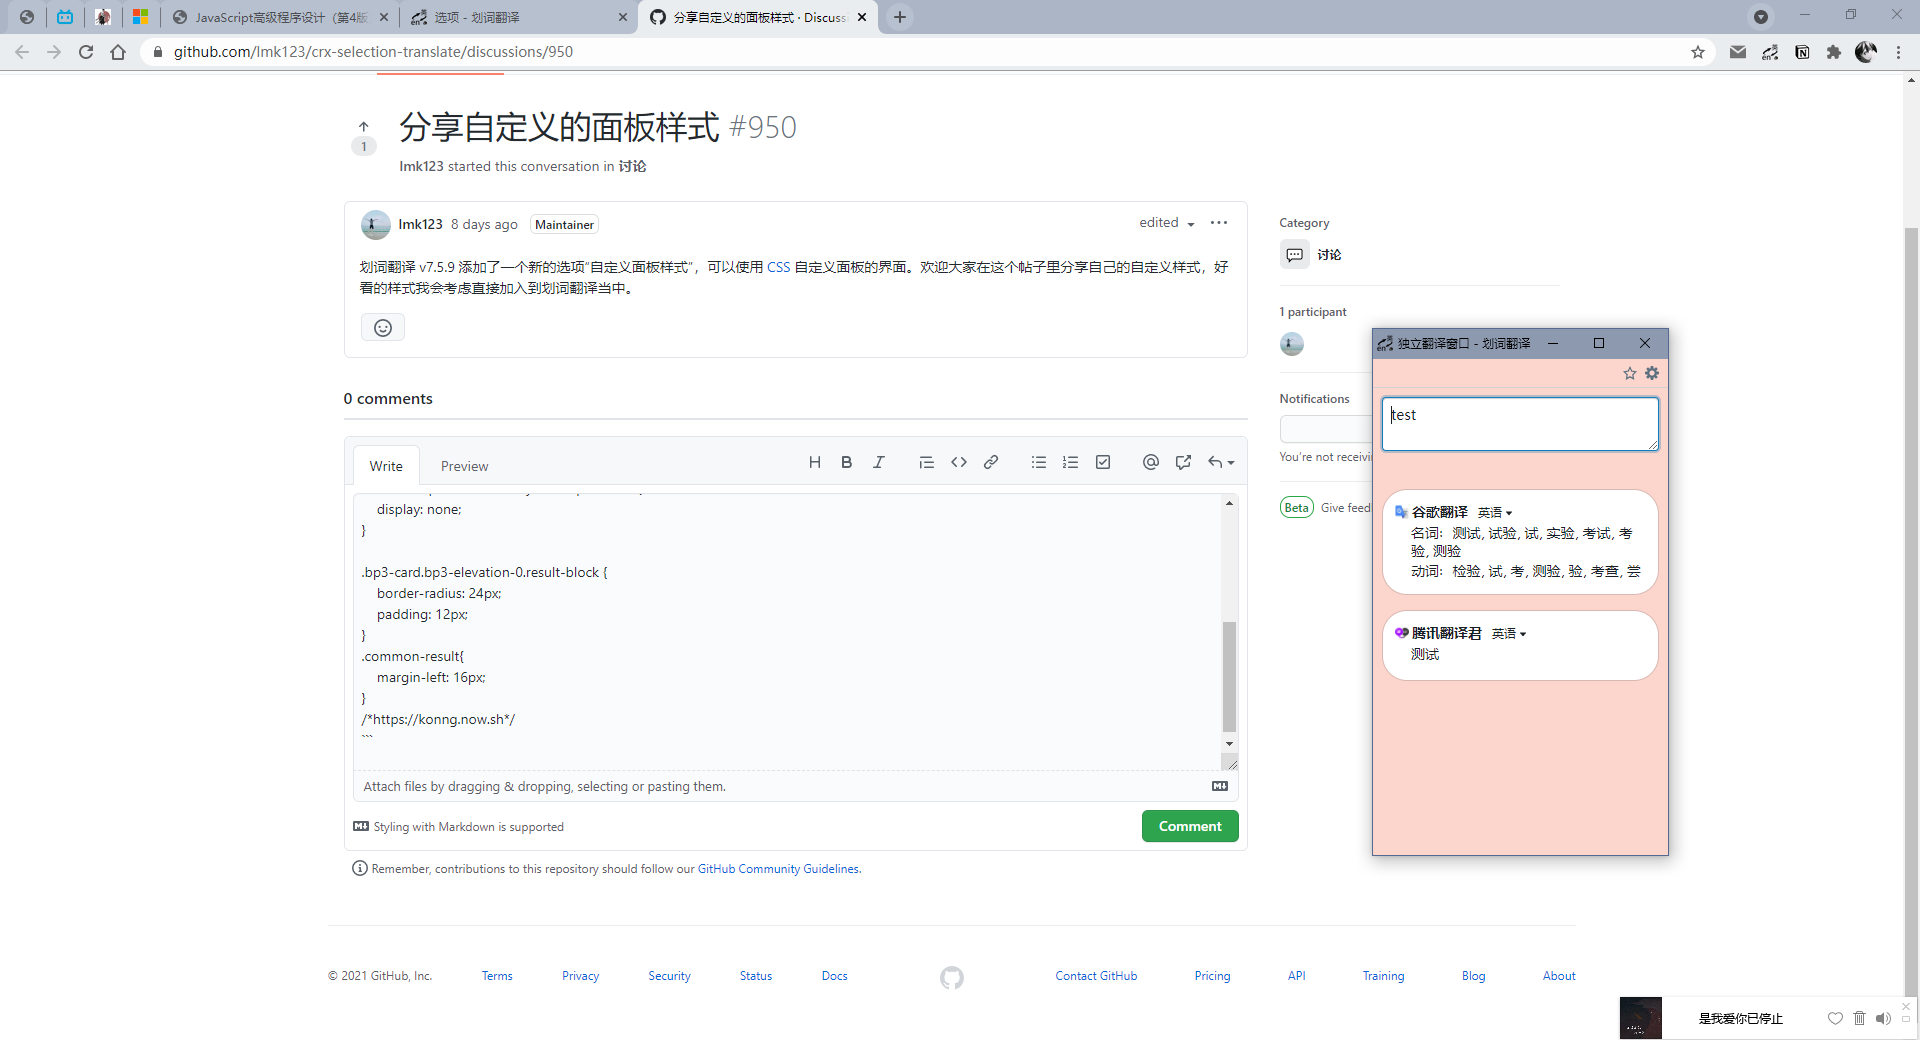 JavaScript高级程序设计（第4版
选项 - 划词翻译
分享自定义的面板样式 · Discuss
github.com/lmk123/crx-selection-translate/discussions/950
1
分享自定义的面板样式 #950
lmk123 started this conversation in 讨论
lmk123 8 days ago Maintainer
edited
划词翻译 v7.5.9 添加了一个新的选项“自定义面板样式”，可以使用 CSS 自定义面板的界面。欢迎大家在这个帖子里分享自己的自定义样式，好
看的样式我会考虑直接加入到划词翻译当中。
0 comments
Write
Preview
display: none;
}
.bp3-card.bp3-elevation-0.result-block {
border-radius: 24px;
padding: 12px;
}
.common-result{
margin-left: 16px;
}
/*https://konng.now.sh*/
```
Attach files by dragging & dropping, selecting or pasting them.
Styling with Markdown is supported
Comment
Remember, contributions to this repository should follow our GitHub Community Guidelines.
Category
讨论
1 participant
Notifications
You're not receivi
Beta Give feed
独立翻译窗口 - 划词翻译
test
谷歌翻译 英语
名词：测试, 试验, 试, 实验, 考试, 考
验, 测验
动词：检验, 试, 考, 测验, 验, 考查, 尝
腾讯翻译君 英语
测试
© 2021 GitHub, Inc.
Terms
Privacy
Security
Status
Docs
Contact GitHub
Pricing
API
Training
Blog
About
是我爱你已停止